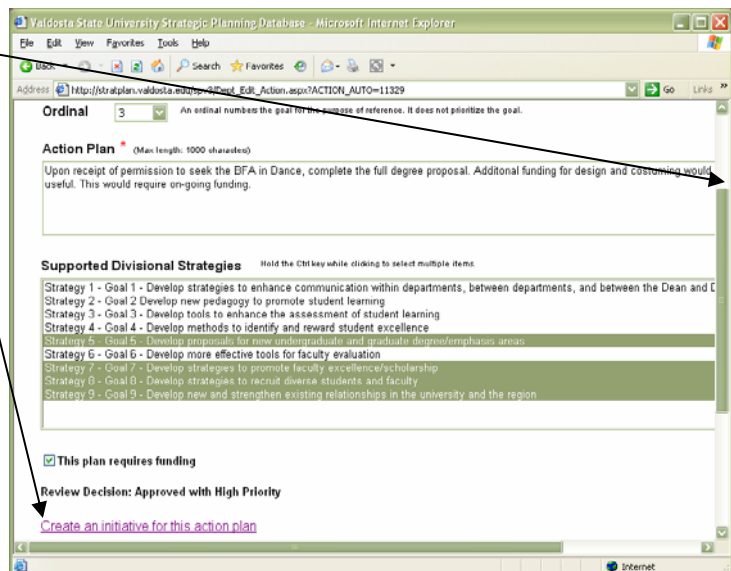 Valdosta State University Strategic Planning Database - Microsoft Internet Explorer
File Edit View Favorites Tools Help
Back Search Favorites
Address http://stratplan.valdosta.edu/sp-v3/Dept_Edit_Action.aspx?ACTION_AUTO=11329 Go Links »
Ordinal 3 An ordinal numbers the goal for the purpose of reference. It does not prioritize the goal.
Action Plan * (Max length: 1000 characters)
Upon receipt of permission to seek the BFA in Dance, complete the full degree proposal. Additonal funding for design and costuming would
useful. This would require on-going funding.
Supported Divisional Strategies Hold the Ctrl key while clicking to select multiple items.
Strategy 1 - Goal 1 - Develop strategies to enhance communication within departments, between departments, and between the Dean and D
Strategy 2 - Goal 2 Develop new pedagogy to promote student learning
Strategy 3 - Goal 3 - Develop tools to enhance the assessment of student learning
Strategy 4 - Goal 4 - Develop methods to identify and reward student excellence
Strategy 5 - Goal 5 - Develop proposals for new undergraduate and graduate degree/emphasis areas
Strategy 6 - Goal 6 - Develop more effective tools for faculty evaluation
Strategy 7 - Goal 7 - Develop strategies to promote faculty excellence/scholarship
Strategy 8 - Goal 8 - Develop strategies to recruit diverse students and faculty
Strategy 9 - Goal 9 - Develop new and strengthen existing relationships in the university and the region
This plan requires funding
Review Decision: Approved with High Priority
Create an initiative for this action plan
Internet